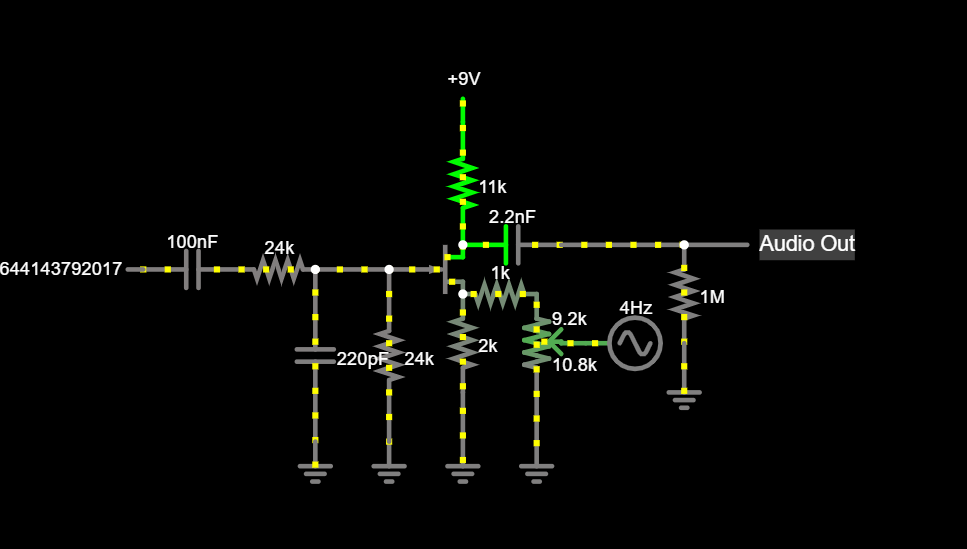 +9V
11k
2.2nF
100nF
24k
Audio Out
644143792017
1k
1M
4Hz
9.2k
2k
220pF
24k
10.8k